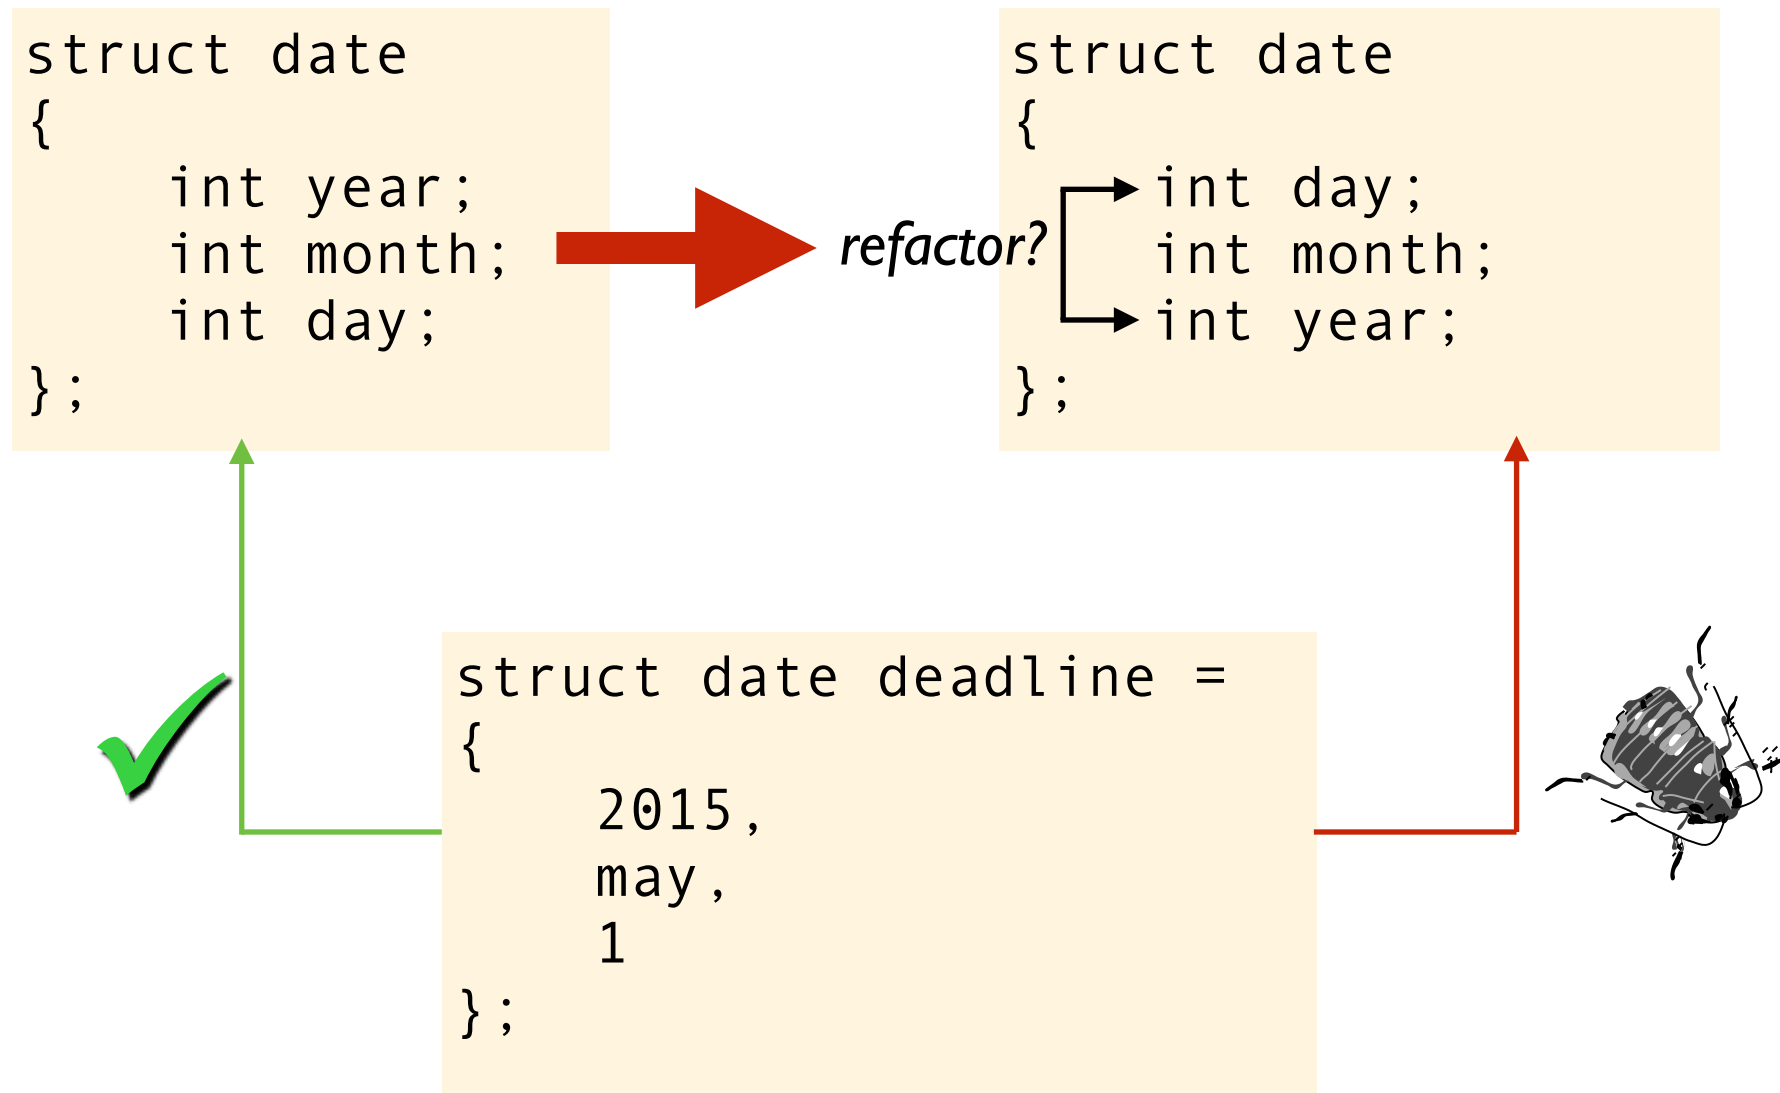 struct date
{
    int year;
    int month;
    int day;
};
refactor?
struct date
{
    int day;
    int month;
    int year;
};
struct date deadline =
{
    2015,
    may,
    1
};